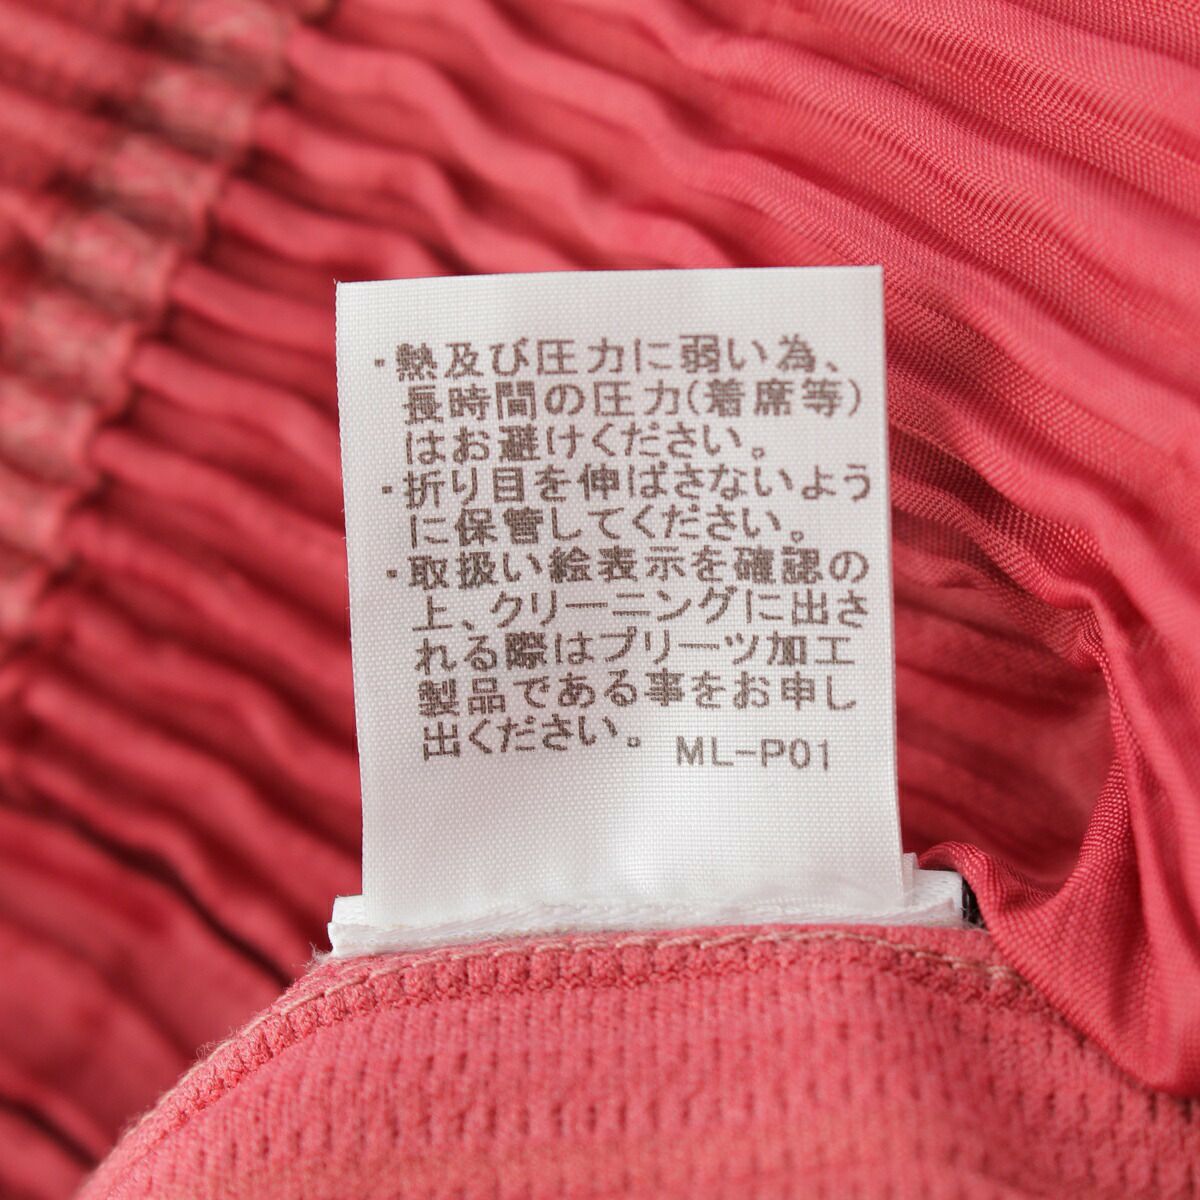 ・熱及び圧力に弱い為、
長時間の圧力(着席等)
はお避けください。
・折り目を伸ばさないよう
に保管してください。
・取扱い絵表示を確認の
上、クリーニングに出さ
れる際はプリーツ加工
製品である事をお申し
出ください。
ML-P01